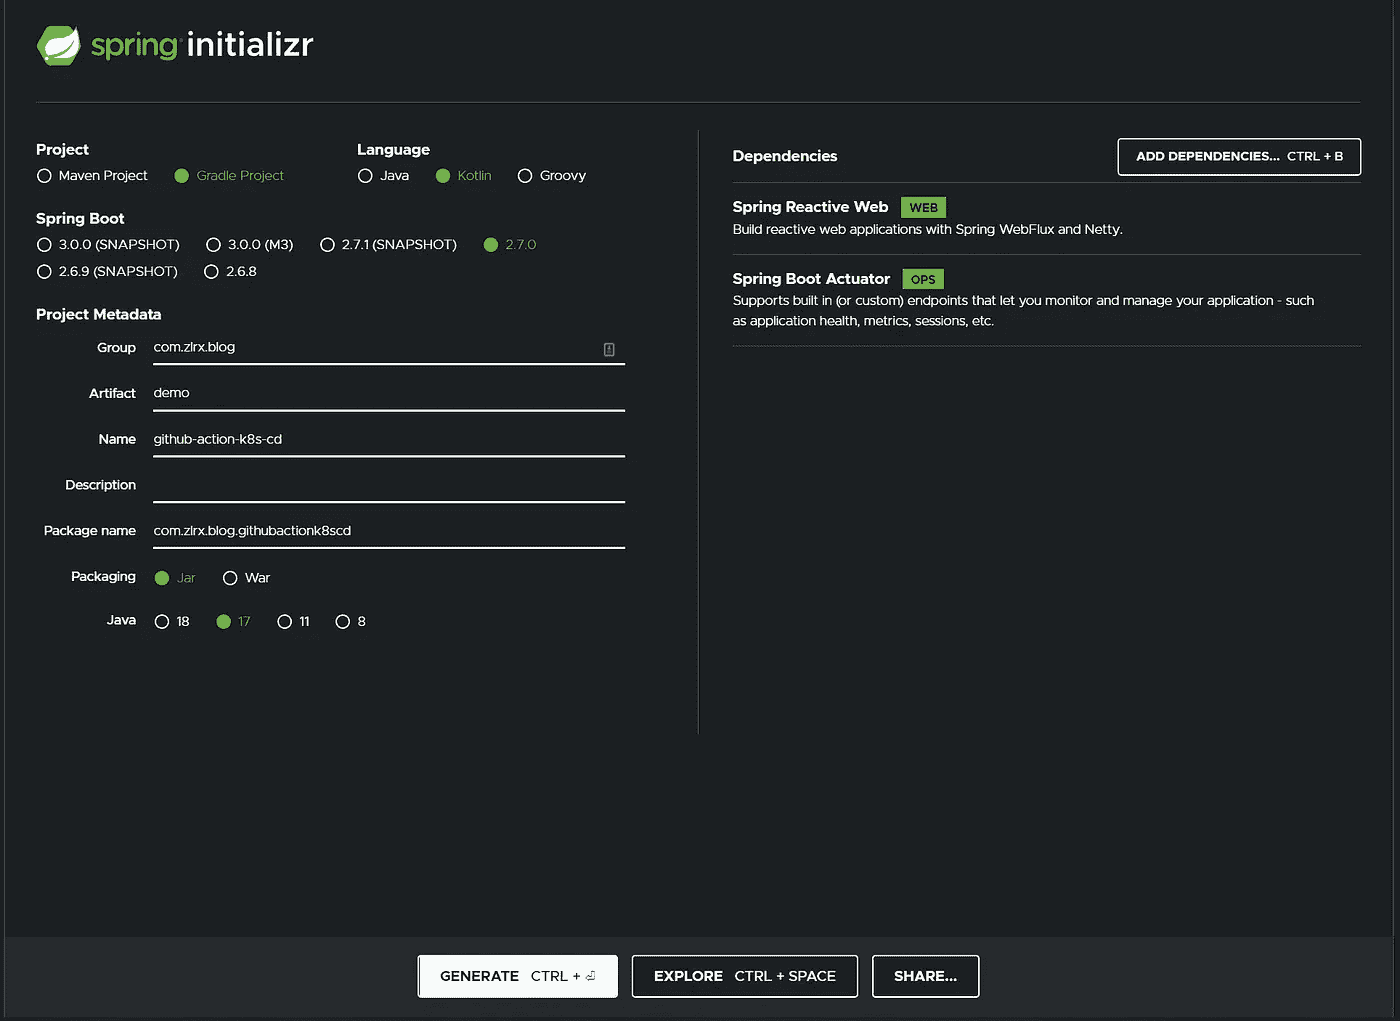 spring initializr
Project
Maven Project Gradle Project
Language
Java Kotlin Groovy
Spring Boot
3.0.0 (SNAPSHOT) 3.0.0 (M3) 2.7.1 (SNAPSHOT) 2.7.0
2.6.9 (SNAPSHOT) 2.6.8
Project Metadata
Group com.zlrx.blog
Artifact demo
Name github-action-k8s-cd
Description
Package name com.zlrx.blog.githubactionk8scd
Packaging Jar War
Java 18 17 11 8
Dependencies
ADD DEPENDENCIES... CTRL + B
Spring Reactive Web WEB
Build reactive web applications with Spring WebFlux and Netty.
Spring Boot Actuator OPS
Supports built in (or custom) endpoints that let you monitor and manage your application - such
as application health, metrics, sessions, etc.
GENERATE CTRL + ⏎
EXPLORE CTRL + SPACE
SHARE...